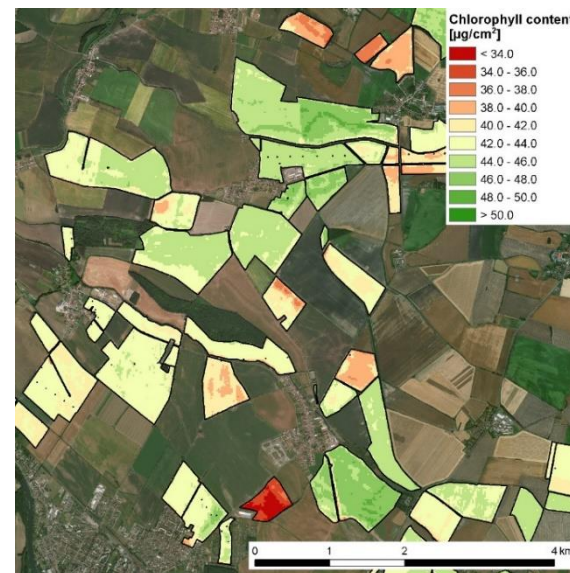 Chlorophyll content
[µg/cm²]
< 34.0
34.0 - 36.0
36.0 - 38.0
38.0 - 40.0
40.0 - 42.0
42.0 - 44.0
44.0 - 46.0
46.0 - 48.0
48.0 - 50.0
> 50.0
0 1 2 4 km